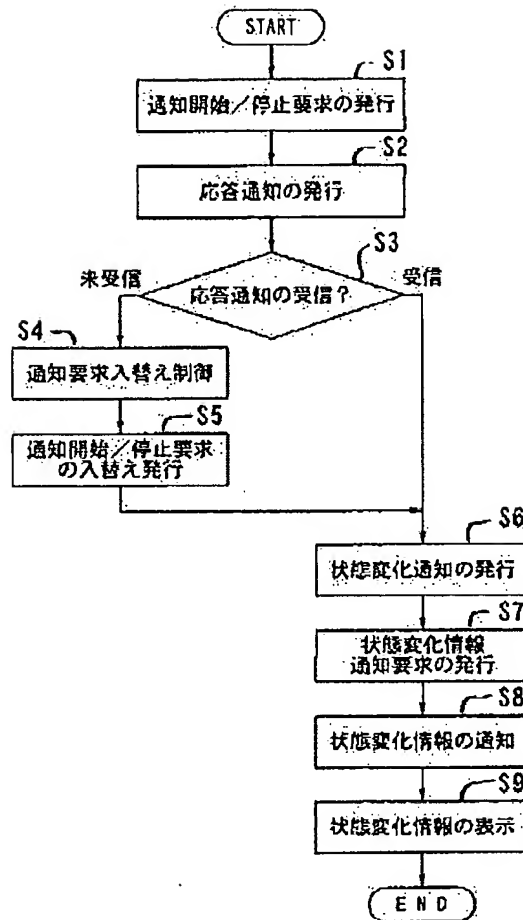 START
S1
通知開始／停止要求の発行
S2
応答通知の発行
S3
未受信
応答通知の受信？
受信
S4
通知要求入替え制御
S5
通知開始／停止要求
の入替え発行
S6
状態変化通知の発行
S7
状態変化情報
通知要求の発行
S8
状態変化情報の通知
S9
状態変化情報の表示
END